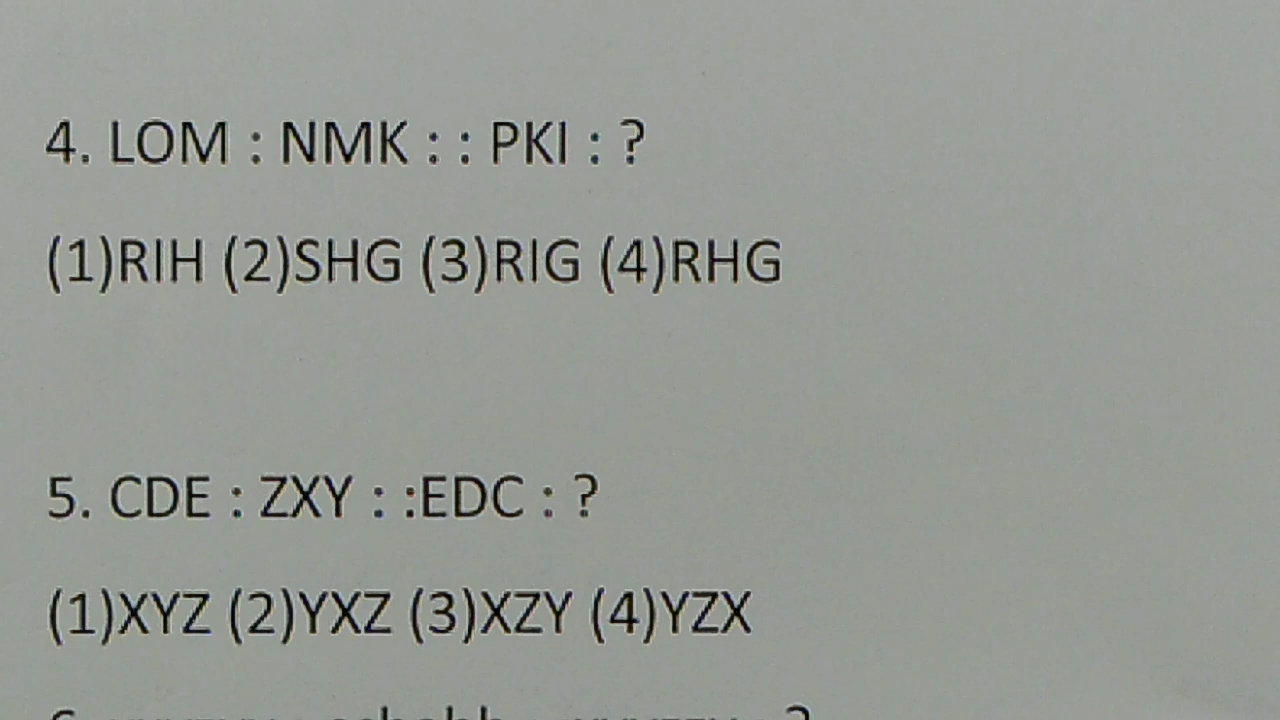 4. LOM : NMK : : PKI : ?
(1)RIH (2)SHG (3)RIG (4)RHG
5. CDE : ZXY : :EDC : ?
(1)XYZ (2)YXZ (3)XZY (4)YZX